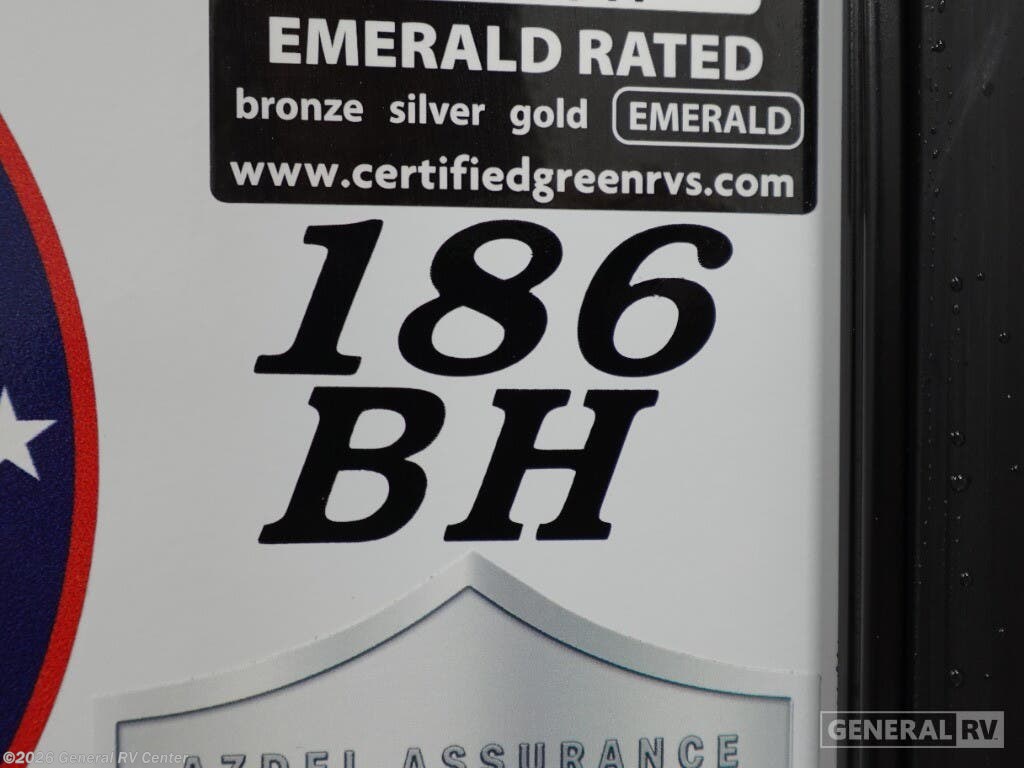 EMERALD RATED
bronze silver gold EMERALD
www.certifiedgreenrvs.com
186
BH
AZDEL ASSURANCE
GENERAL RV
©2026 General RV Center